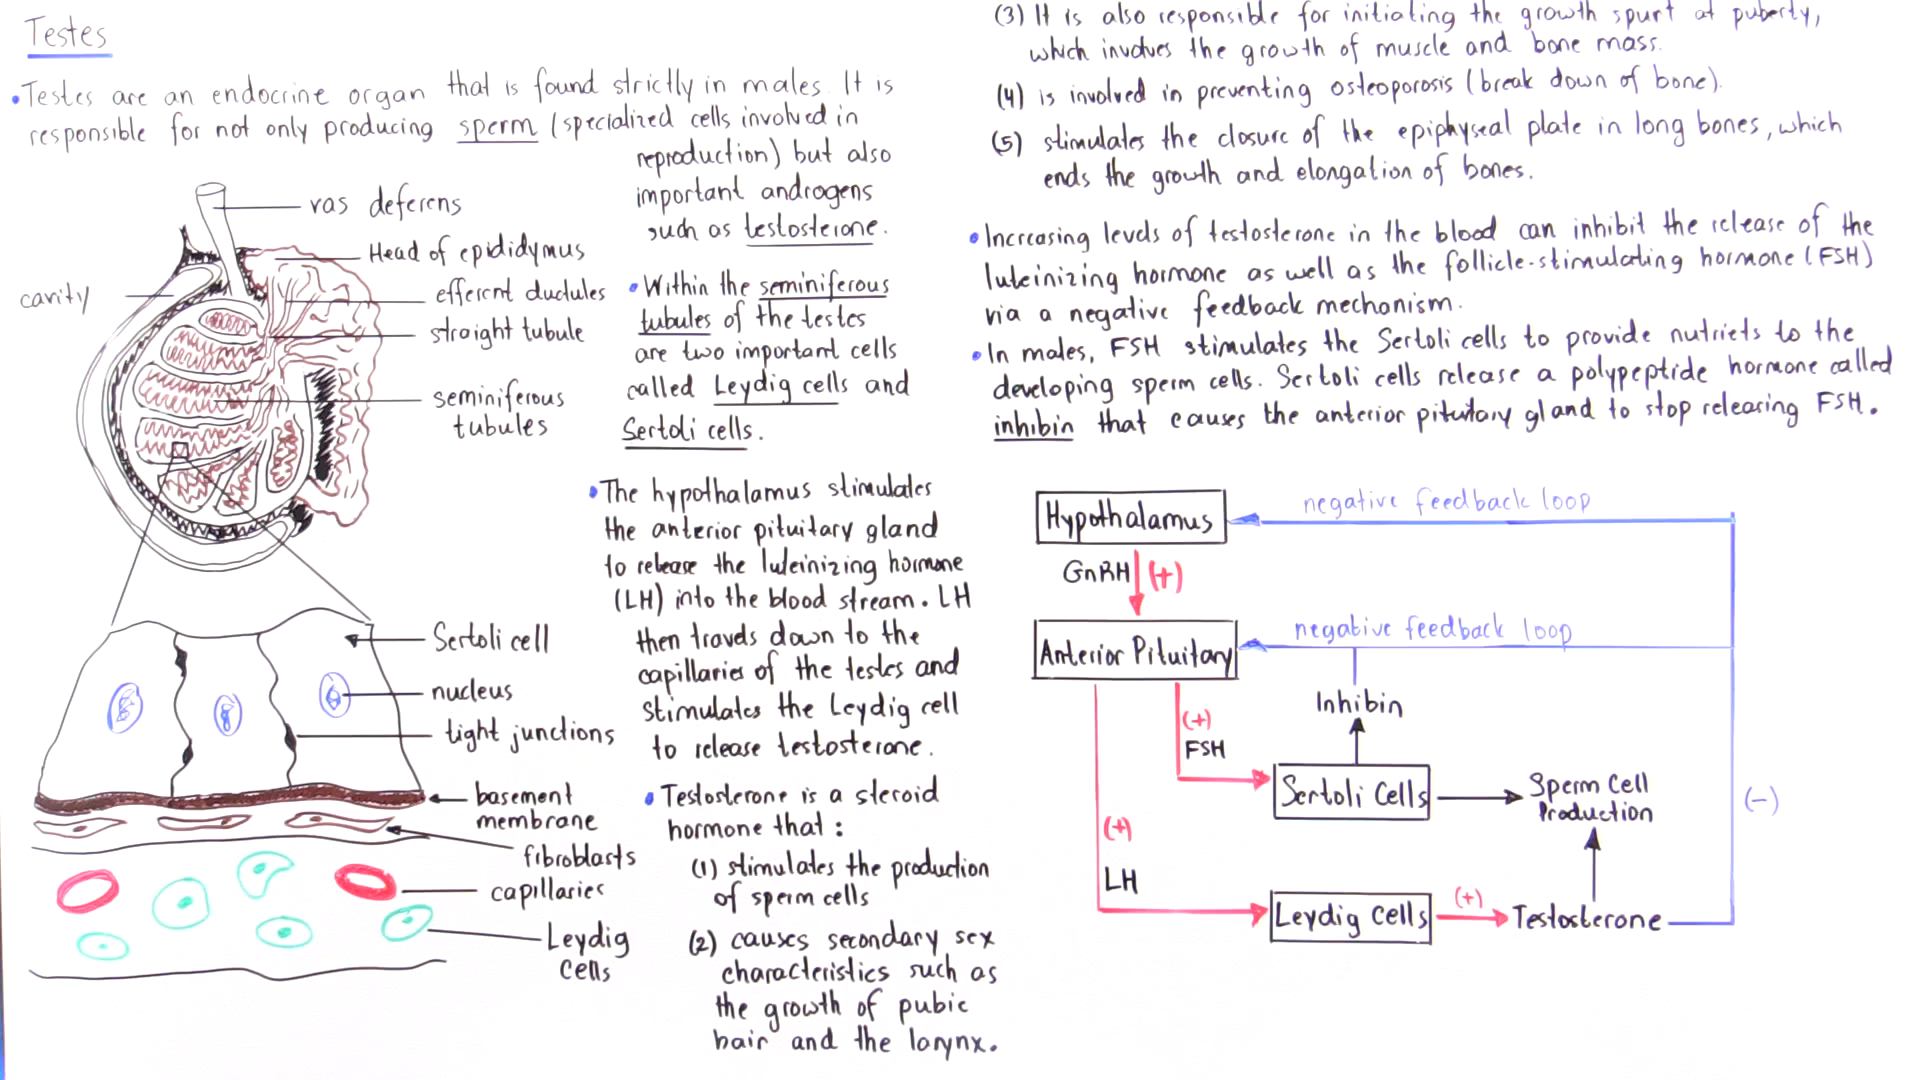 Testes
• Testes are an endocrine organ that is found strictly in males. It is
responsible for not only producing sperm (specialized cells involved in
reproduction) but also
important androgens
such as testosterone.
vas deferens
Head of epididymus
efferent ductules
straight tubule
cavity
seminiferous
tubules
• Within the seminiferous
tubules of the testes
are two important cells
called Leydig cells and
Sertoli cells.
• The hypothalamus stimulates
the anterior pituitary gland
to release the luteinizing hormone
(LH) into the blood stream. LH
then travels down to the
capillaries of the testes and
stimulates the Leydig cell
to release testosterone.
Sertoli cell
nucleus
tight junctions
basement
membrane
fibroblasts
capillaries
Leydig
cells
• Testosterone is a steroid
hormone that:
(1) stimulates the production
of sperm cells
(2) causes secondary sex
characteristics such as
the growth of pubic
hair and the larynx.
(3) It is also responsible for initiating the growth spurt at puberty,
which involves the growth of muscle and bone mass.
(4) is involved in preventing osteoporosis (break down of bone).
(5) stimulates the closure of the epiphyseal plate in long bones, which
ends the growth and elongation of bones.
• Increasing levels of testosterone in the blood can inhibit the release of the
luteinizing hormone as well as the follicle-stimulating hormone (FSH)
via a negative feedback mechanism.
• In males, FSH stimulates the Sertoli cells to provide nutriets to the
developing sperm cells. Sertoli cells release a polypeptide hormone called
inhibin that causes the anterior pituitary gland to stop releasing FSH.
Hypothalamus
negative feedback loop
GnRH (+)
Anterior Pituitary
negative feedback loop
Inhibin
(+)
FSH
Sertoli Cells
Sperm Cell
Production
(-)
(+)
LH
Leydig Cells
(+)
Testosterone